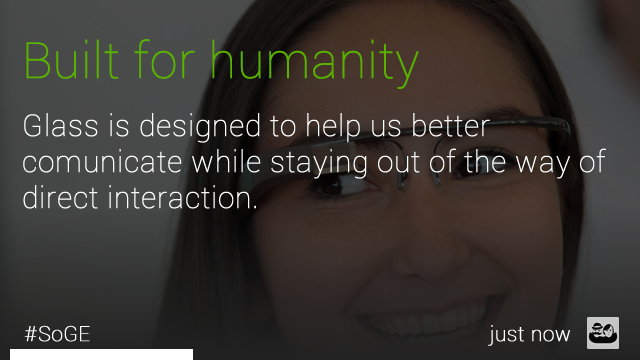 Built for humanity
Glass is designed to help us better
comunicate while staying out of the way of
direct interaction.
#SoGE
just now